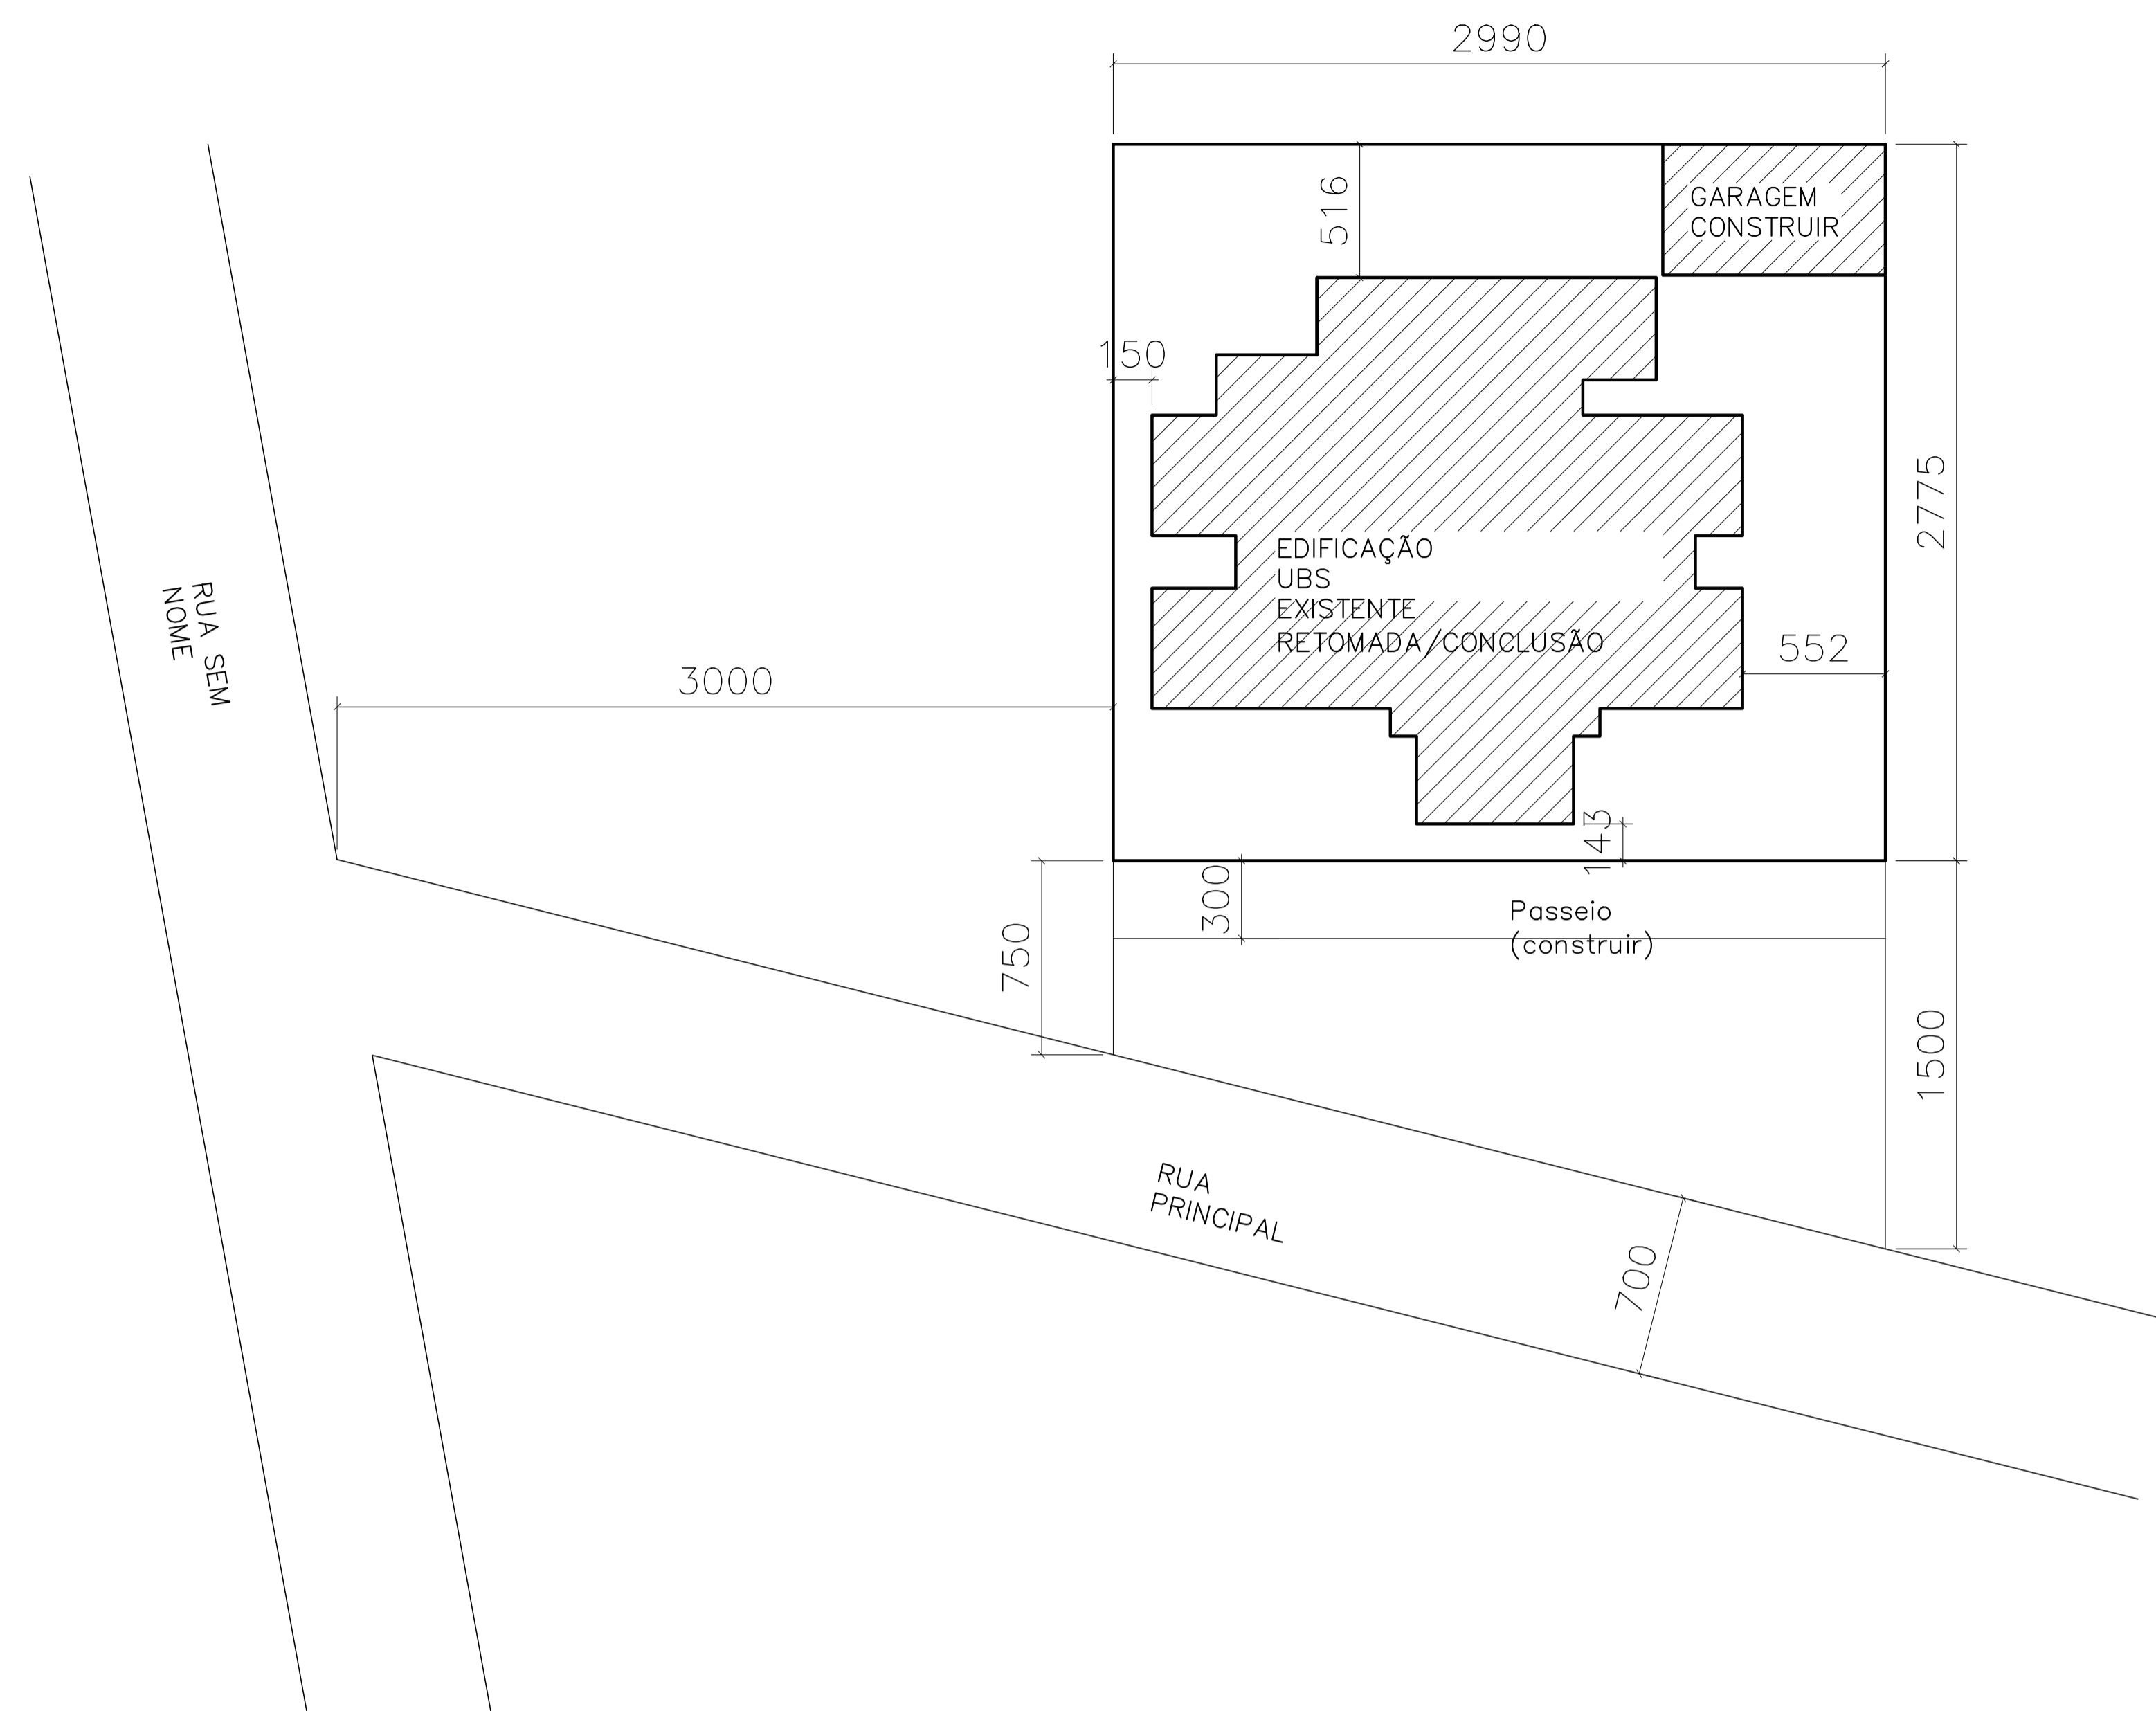 2990
GARAGEM
CONSTRUIR
516
150
2775
EDIFICAÇÃO
UBS
EXISTENTE
RETOMADA/CONCLUSÃO
552
RUA SEM
NOME
3000
143
300
Passeio
(construir)
750
1500
RUA
PRINCIPAL
700